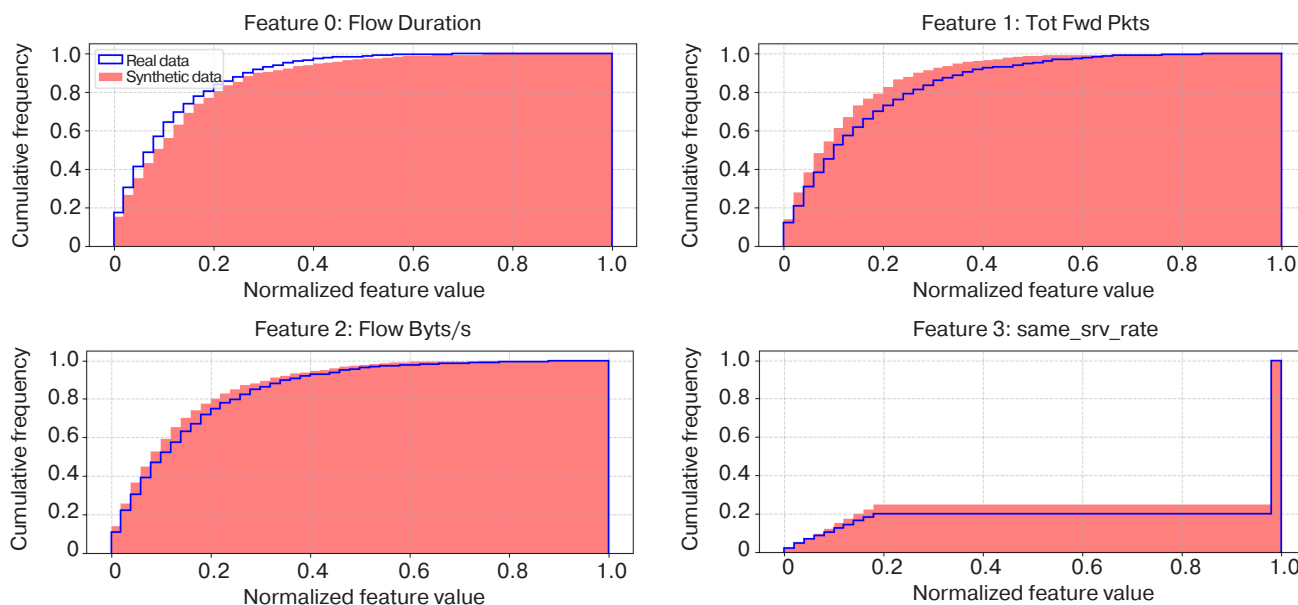 Feature 0: Flow Duration
Cumulative frequency
1.0
0.8
0.6
0.4
0.2
0
Real data
Synthetic data
0 0.2 0.4 0.6 0.8 1.0
Normalized feature value
Feature 1: Tot Fwd Pkts
Cumulative frequency
1.0
0.8
0.6
0.4
0.2
0
0 0.2 0.4 0.6 0.8 1.0
Normalized feature value
Feature 2: Flow Byts/s
Cumulative frequency
1.0
0.8
0.6
0.4
0.2
0
0 0.2 0.4 0.6 0.8 1.0
Normalized feature value
Feature 3: same_srv_rate
Cumulative frequency
1.0
0.8
0.6
0.4
0.2
0
0 0.2 0.4 0.6 0.8 1.0
Normalized feature value